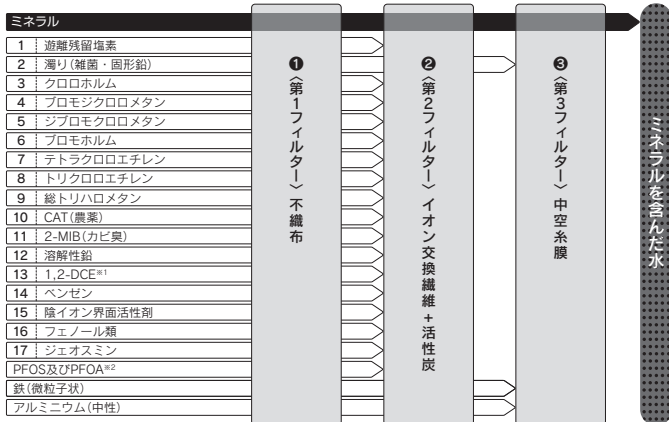 ミネラル
1 遊離残留塩素
2 濁り(雑菌・固形鉛)
3 クロロホルム
4 ブロモジクロロメタン
5 ジブロモクロロメタン
6 ブロモホルム
7 テトラクロロエチレン
8 トリクロロエチレン
9 総トリハロメタン
10 CAT(農薬)
11 2-MIB(カビ臭)
12 溶解性鉛
13 1,2-DCE※1
14 ベンゼン
15 陰イオン界面活性剤
16 フェノール類
17 ジェオスミン
PFOS及びPFOA※2
鉄(微粒子状)
アルミニウム(中性)
❶〈第1フィルター〉不織布
❷〈第2フィルター〉イオン交換繊維+活性炭
❸〈第3フィルター〉中空糸膜
ミネラルを含んだ水